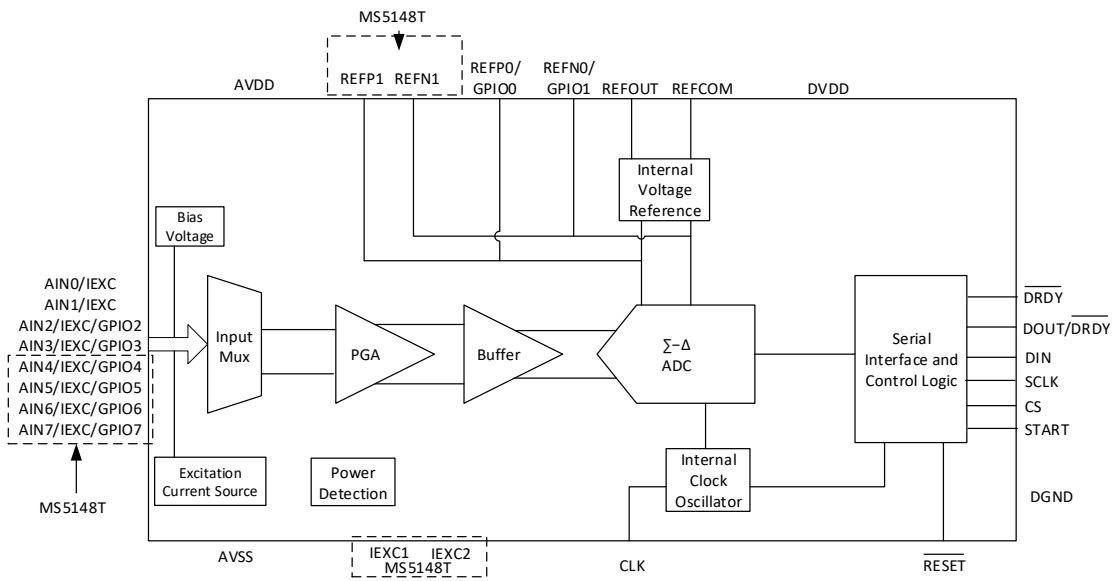 MS5148T
REFP1 REFN1
REFP0/
GPIO0
REFN0/
GPIO1
REFOUT REFCOM
AVDD
DVDD
Internal
Voltage
Reference
Bias
Voltage
AIN0/IEXC
AIN1/IEXC
AIN2/IEXC/GPIO2
AIN3/IEXC/GPIO3
AIN4/IEXC/GPIO4
AIN5/IEXC/GPIO5
AIN6/IEXC/GPIO6
AIN7/IEXC/GPIO7
MS5148T
Input
Mux
PGA
Buffer
∑−Δ
ADC
Serial
Interface and
Control Logic
DRDY
DOUT/DRDY
DIN
SCLK
CS
START
Excitation
Current Source
Power
Detection
Internal
Clock
Oscillator
DGND
AVSS
IEXC1 IEXC2
MS5148T
CLK
RESET